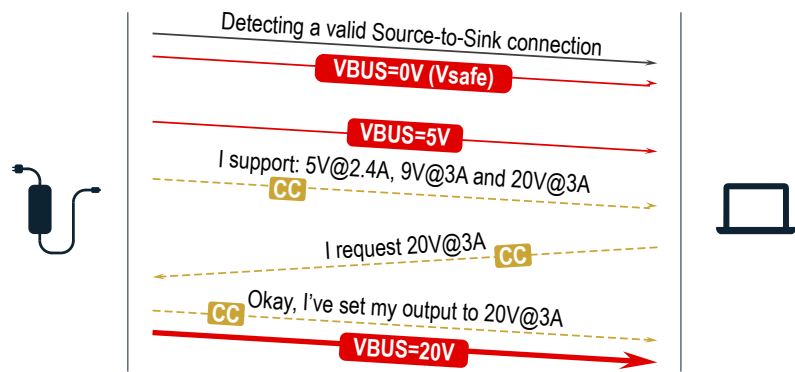 Detecting a valid Source-to-Sink connection
VBUS=0V (Vsafe)
VBUS=5V
I support: 5V@2.4A, 9V@3A and 20V@3A
CC
I request 20V@3A
CC
Okay, I've set my output to 20V@3A
CC
VBUS=20V